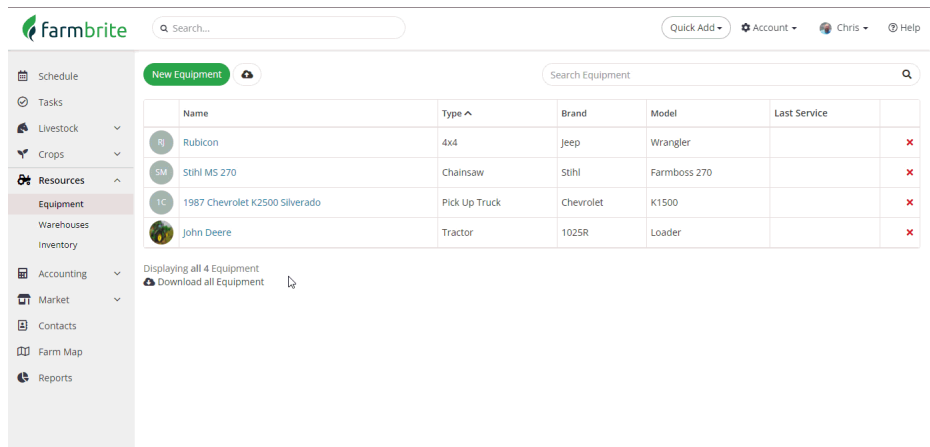 farmbrite
Search...
Quick Add
Account
Chris
Help
Schedule
Tasks
Livestock
Crops
Resources
Equipment
Warehouses
Inventory
Accounting
Market
Contacts
Farm Map
Reports
New Equipment
Search Equipment
Name Type Brand Model Last Service
RJ Rubicon 4x4 Jeep Wrangler
SM Stihl MS 270 Chainsaw Stihl Farmboss 270
1C 1987 Chevrolet K2500 Silverado Pick Up Truck Chevrolet K1500
John Deere Tractor 1025R Loader
Displaying all 4 Equipment
Download all Equipment